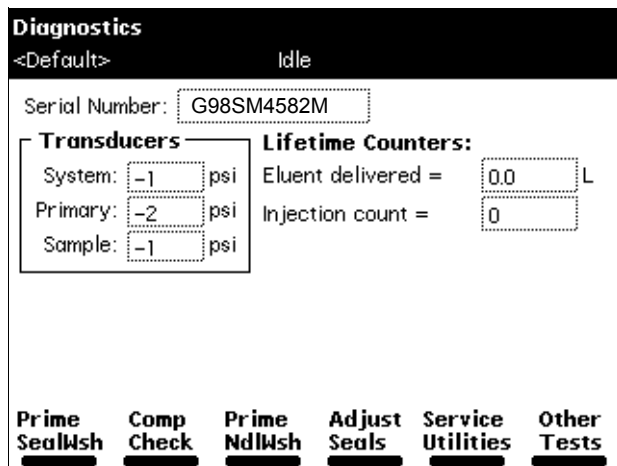 Diagnostics
<Default> Idle
Serial Number: G98SM4582M
Transducers
System: -1 psi
Primary: -2 psi
Sample: -1 psi
Lifetime Counters:
Eluent delivered = 0.0 L
Injection count = 0
Prime SealWsh
Comp Check
Prime NdlWsh
Adjust Seals
Service Utilities
Other Tests